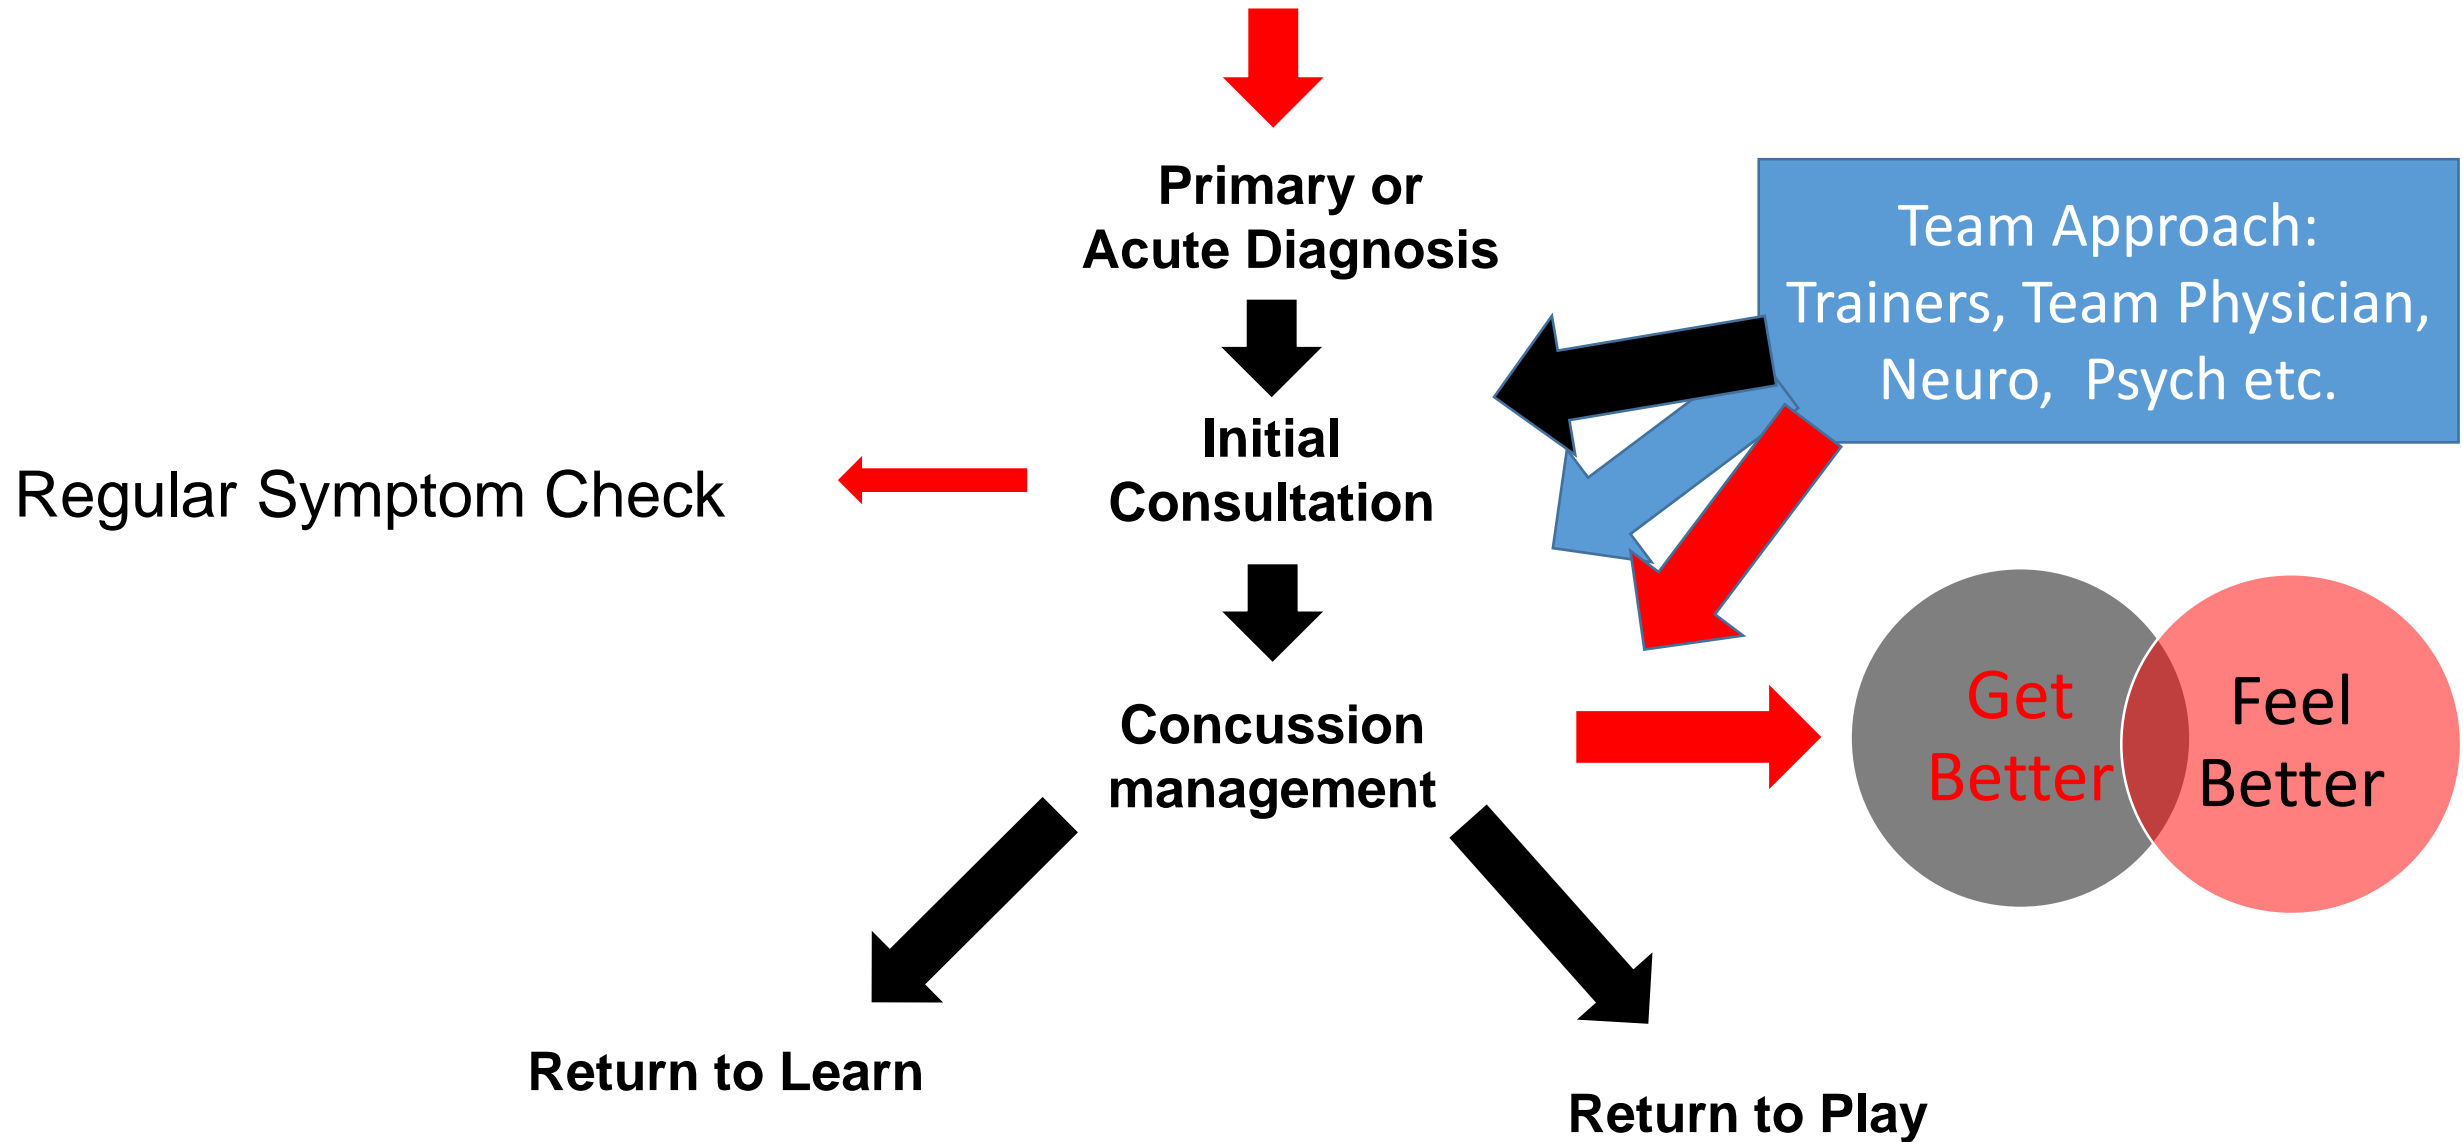 Primary or
Acute Diagnosis
Team Approach:
Trainers, Team Physician,
Neuro, Psych etc.
Initial
Consultation
Regular Symptom Check
Concussion
management
Get
Better
Feel
Better
Return to Learn
Return to Play